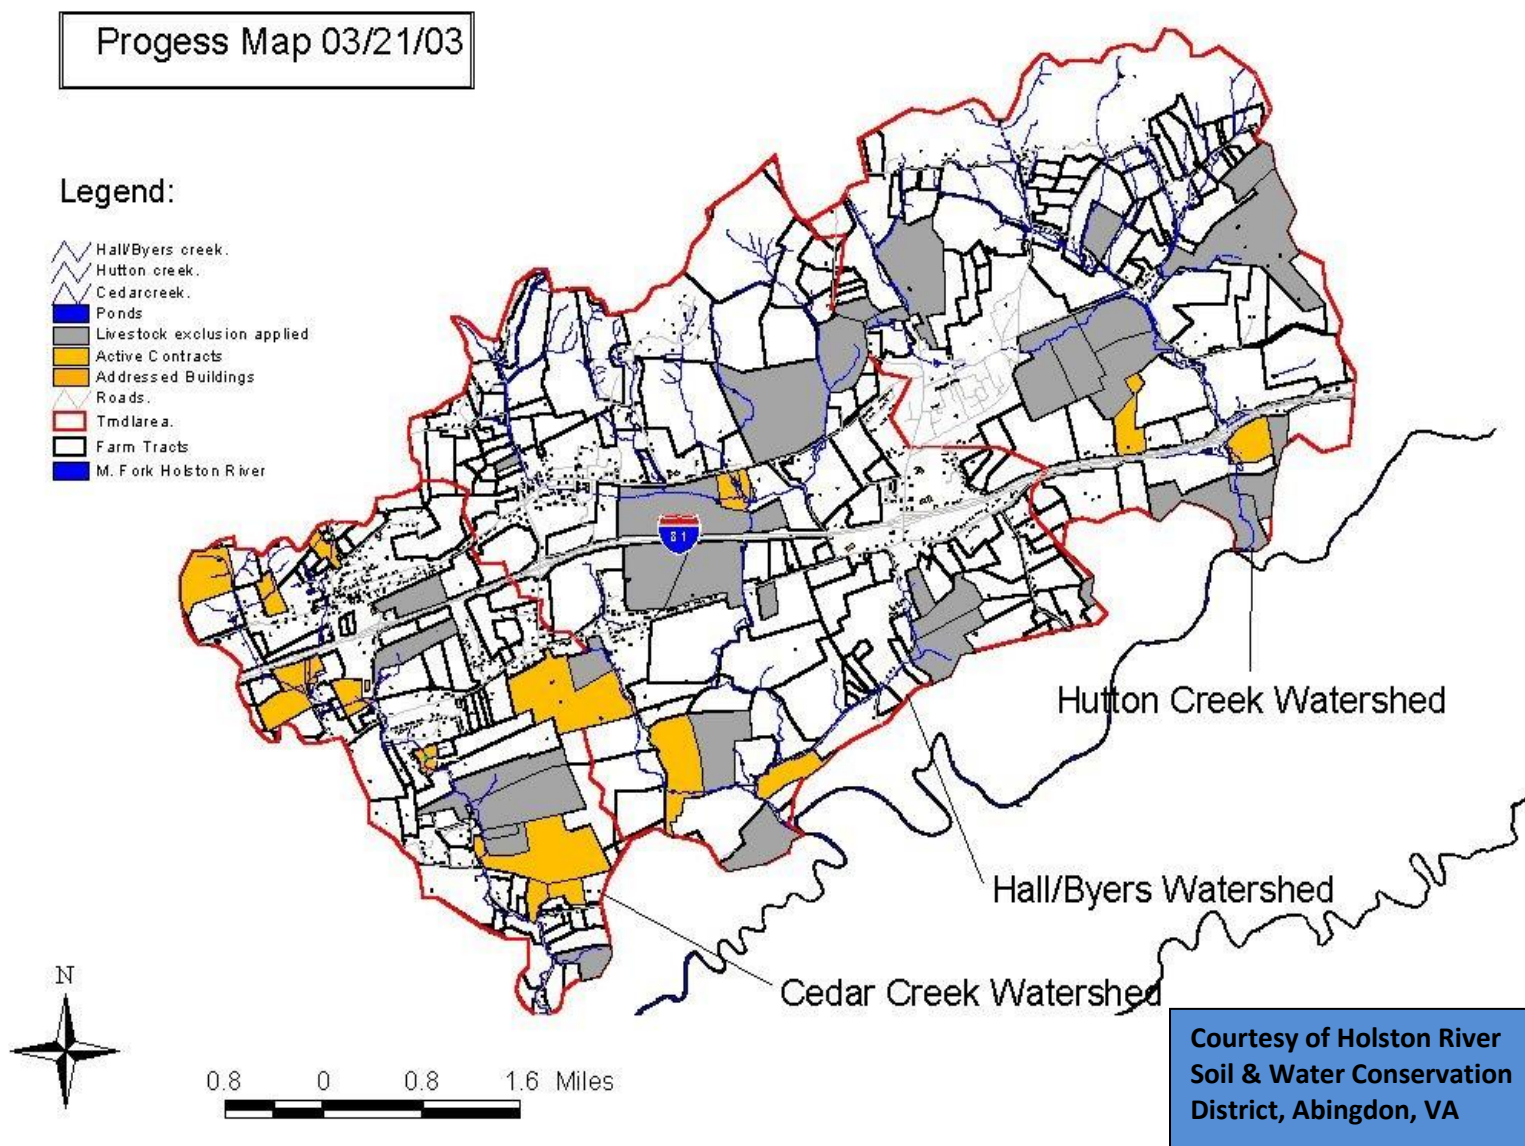 Progess Map 03/21/03
Legend:
Hall/Byers creek.
Hutton creek.
Cedarcreek.
Ponds
Livestock exclusion applied
Active Contracts
Addressed Buildings
Roads.
Tmdlarea.
Farm Tracts
M. Fork Holston River
81
Hutton Creek Watershed
Hall/Byers Watershed
Cedar Creek Watershed
N
0.8 0 0.8 1.6 Miles
Courtesy of Holston River
Soil & Water Conservation
District, Abingdon, VA